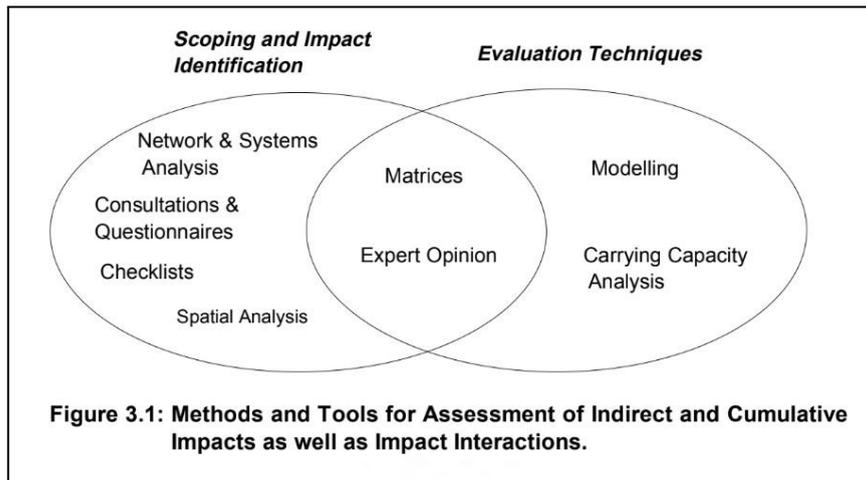 Scoping and Impact
Identification
Evaluation Techniques
Network & Systems
Analysis
Consultations &
Questionnaires
Checklists
Spatial Analysis
Matrices
Expert Opinion
Modelling
Carrying Capacity
Analysis
Figure 3.1: Methods and Tools for Assessment of Indirect and Cumulative
Impacts as well as Impact Interactions.